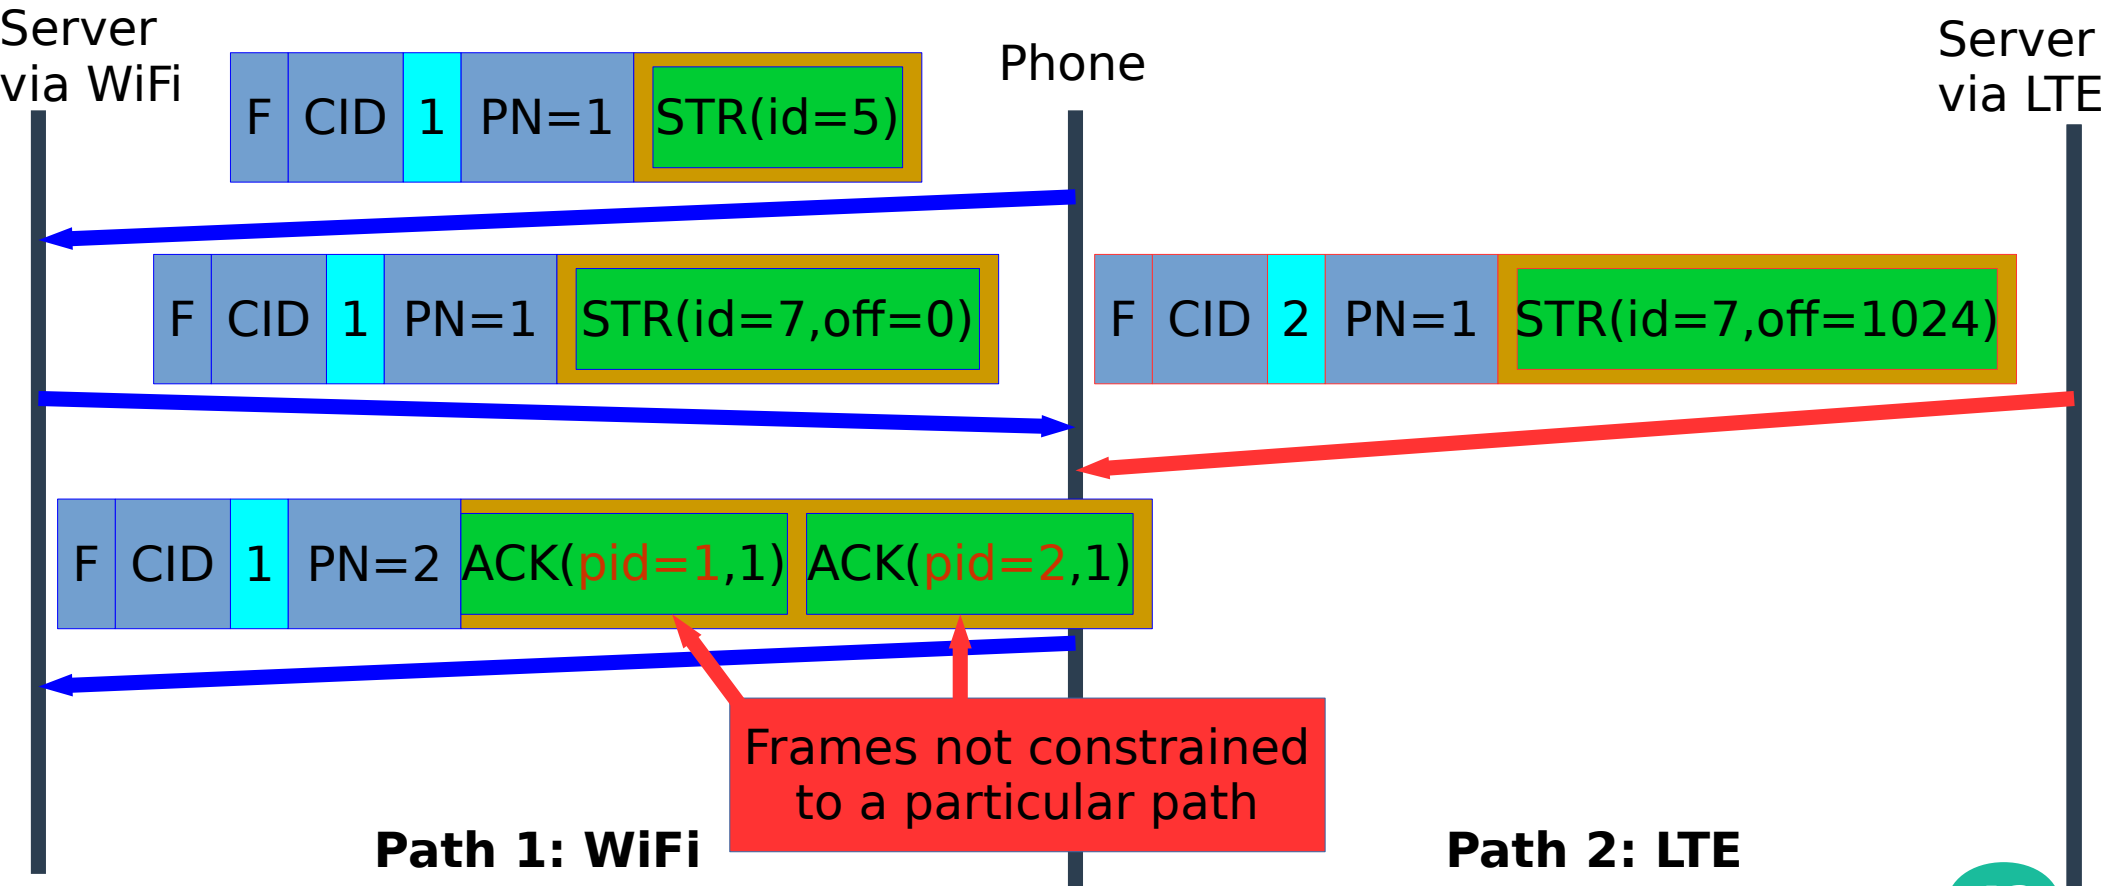 Server
via WiFi
Phone
Server
via LTE
F CID 1 PN=1 STR(id=5)
F CID 1 PN=1 STR(id=7,off=0)
F CID 2 PN=1 STR(id=7,off=1024)
F CID 1 PN=2 ACK(pid=1,1) ACK(pid=2,1)
Frames not constrained
to a particular path
Path 1: WiFi
Path 2: LTE